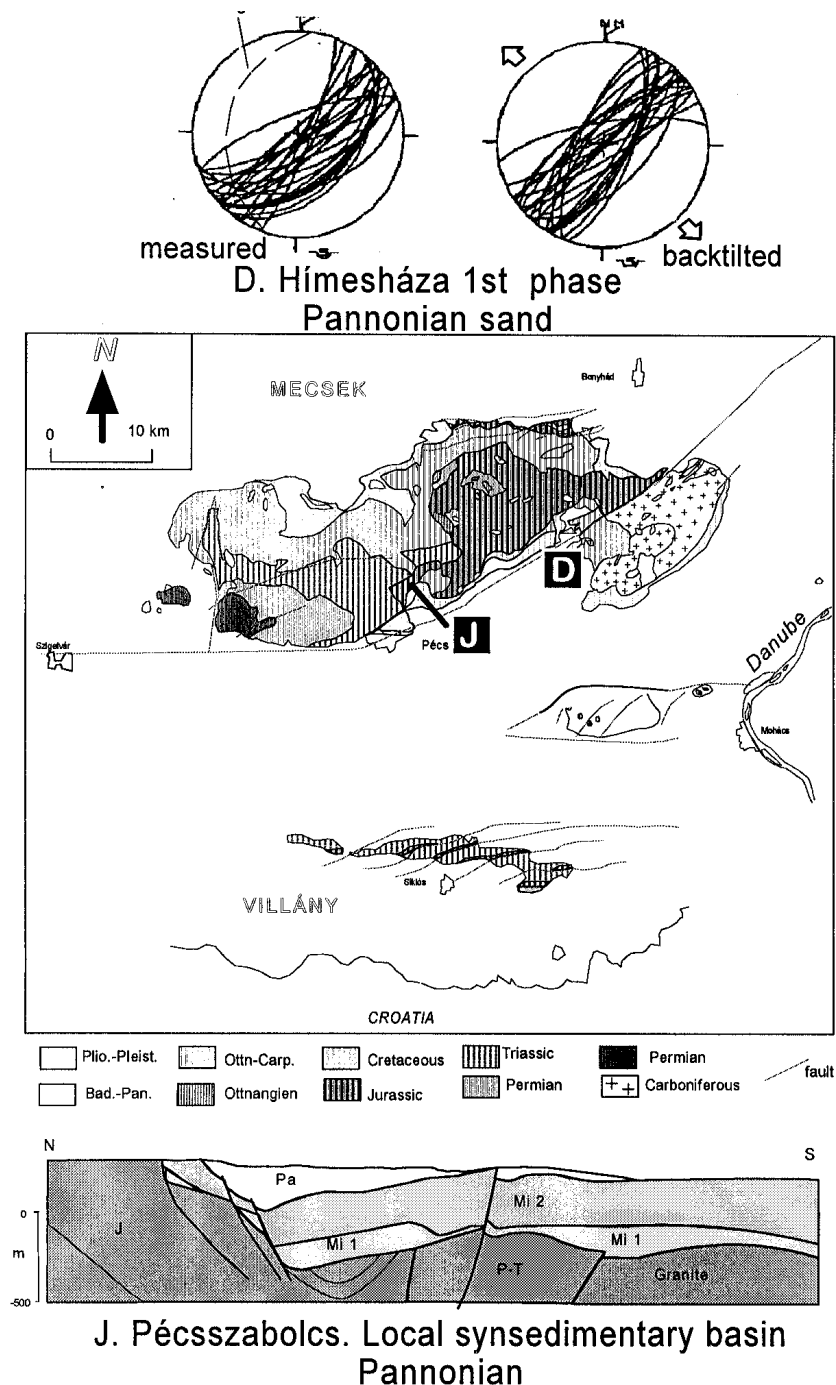 measured
backtilted
D. Hímesháza 1st phase
Pannonian sand
N
0 10 km
MECSEK
Bonyhád
D
J
Pécs
Szigetvár
Danube
Mohács
Siklós
VILLÁNY
CROATIA
Plio.-Pleist. Ottn-Carp. Cretaceous Triassic Permian fault
Bad.-Pan. Ottnangien Jurassic Permian Carboniferous
N S
Pa
0
Mi 2
J
m
Mi 1 Mi 1
P-T Granite
-500
J. Pécsszabolcs. Local synsedimentary basin
Pannonian